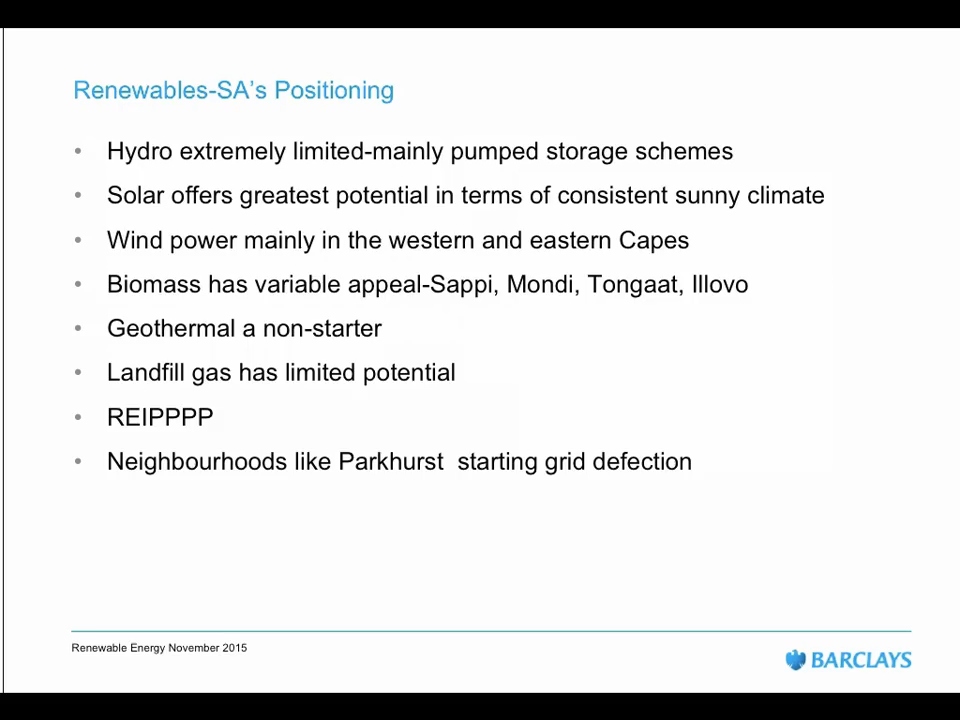 Renewables-SA's Positioning
• Hydro extremely limited-mainly pumped storage schemes
• Solar offers greatest potential in terms of consistent sunny climate
• Wind power mainly in the western and eastern Capes
• Biomass has variable appeal-Sappi, Mondi, Tongaat, Illovo
• Geothermal a non-starter
• Landfill gas has limited potential
• REIPPPP
• Neighbourhoods like Parkhurst  starting grid defection
Renewable Energy November 2015
BARCLAYS